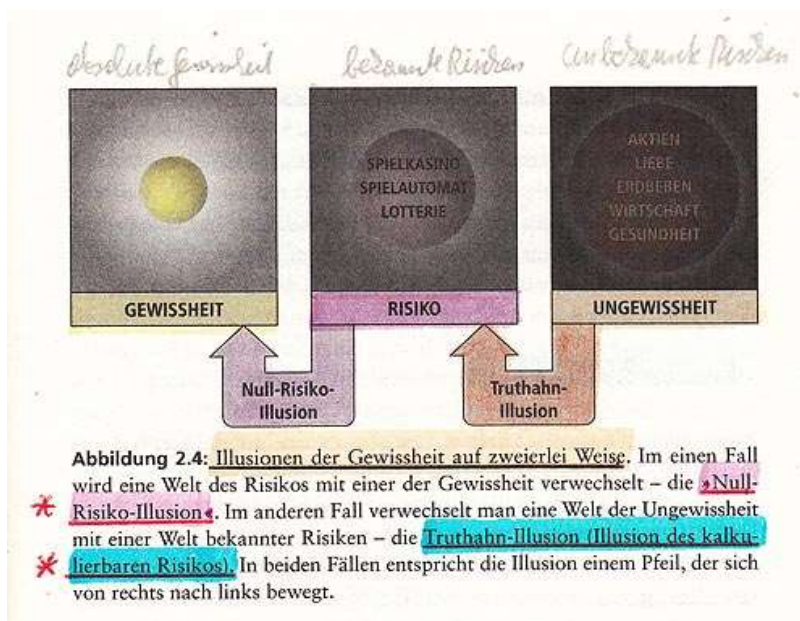 absolute Gewissheit bekannte Risiken unbekannte Risiken
SPIELKASINO
SPIELAUTOMAT
LOTTERIE
AKTIEN
LIEBE
ERDBEBEN
WIRTSCHAFT
GESUNDHEIT
GEWISSHEIT RISIKO UNGEWISSHEIT
Null-Risiko-
Illusion
Truthahn-
Illusion
Abbildung 2.4: Illusionen der Gewissheit auf zweierlei Weise. Im einen Fall
wird eine Welt des Risikos mit einer der Gewissheit verwechselt – die »Null-
Risiko-Illusion«. Im anderen Fall verwechselt man eine Welt der Ungewissheit
mit einer Welt bekannter Risiken – die Truthahn-Illusion (Illusion des kalku-
lierbaren Risikos). In beiden Fällen entspricht die Illusion einem Pfeil, der sich
von rechts nach links bewegt.